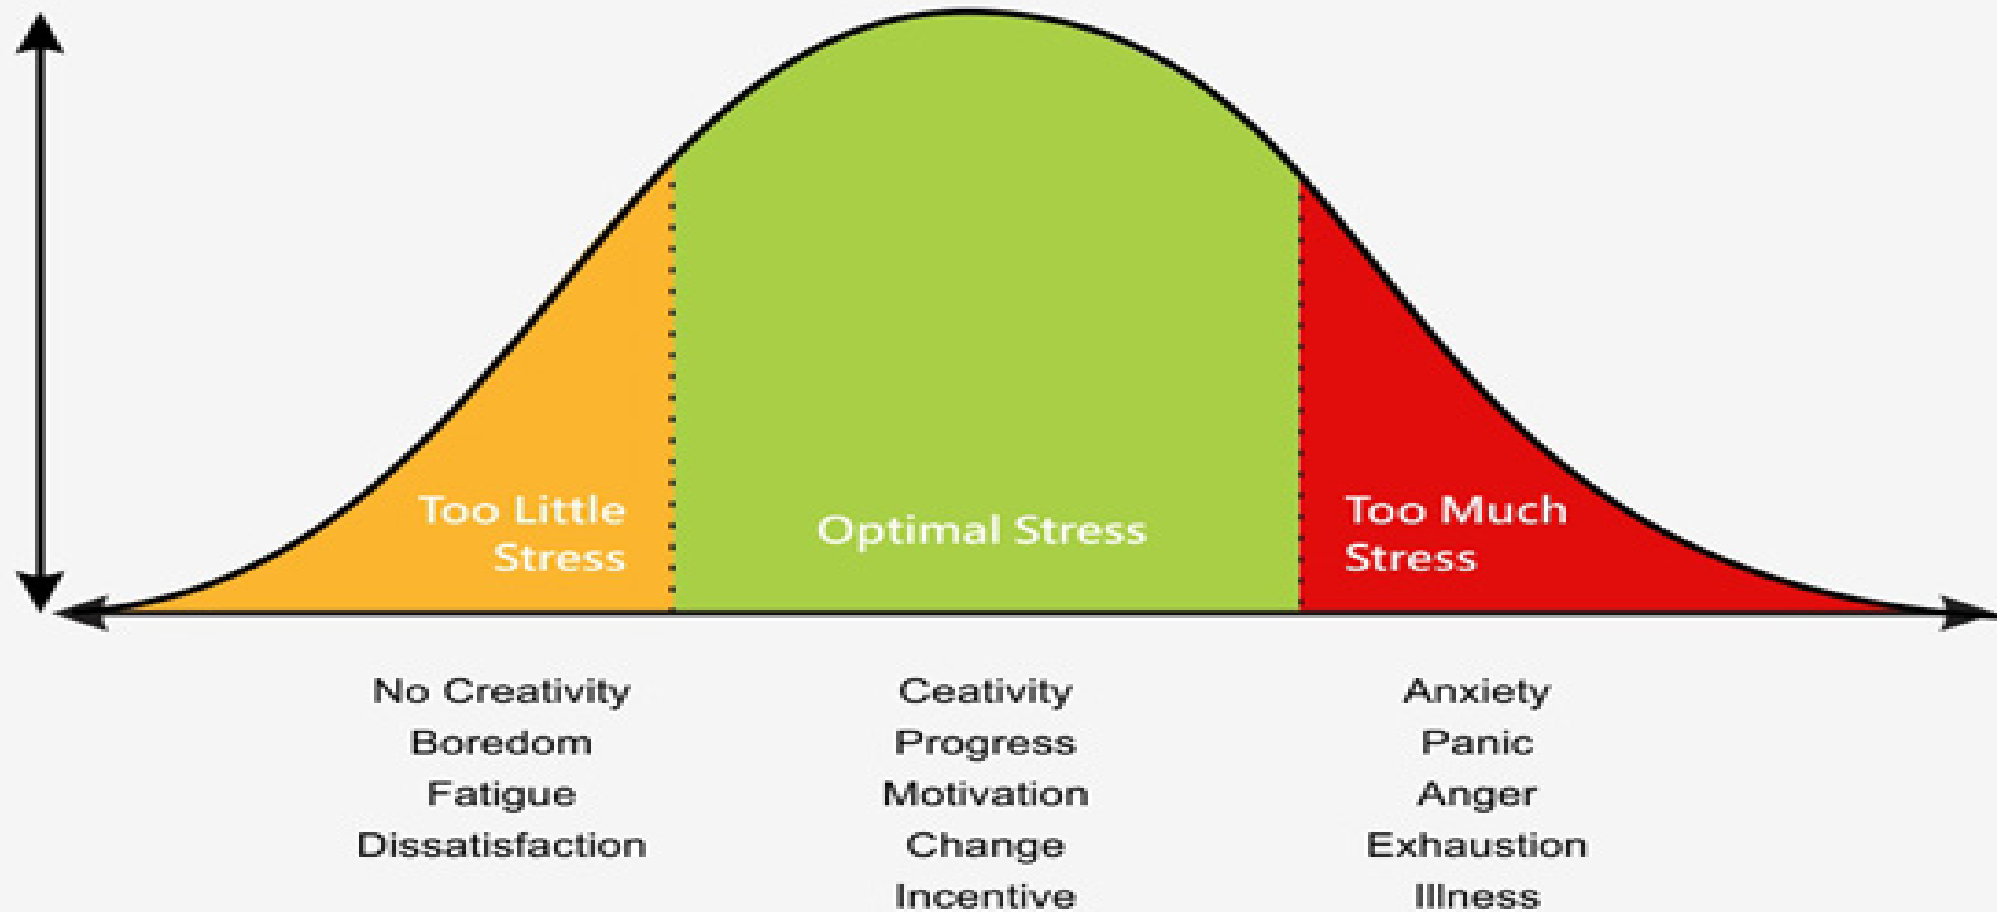 Too Little
Stress
Optimal Stress
Too Much
Stress
No Creativity
Boredom
Fatigue
Dissatisfaction
Ceativity
Progress
Motivation
Change
Incentive
Anxiety
Panic
Anger
Exhaustion
Illness